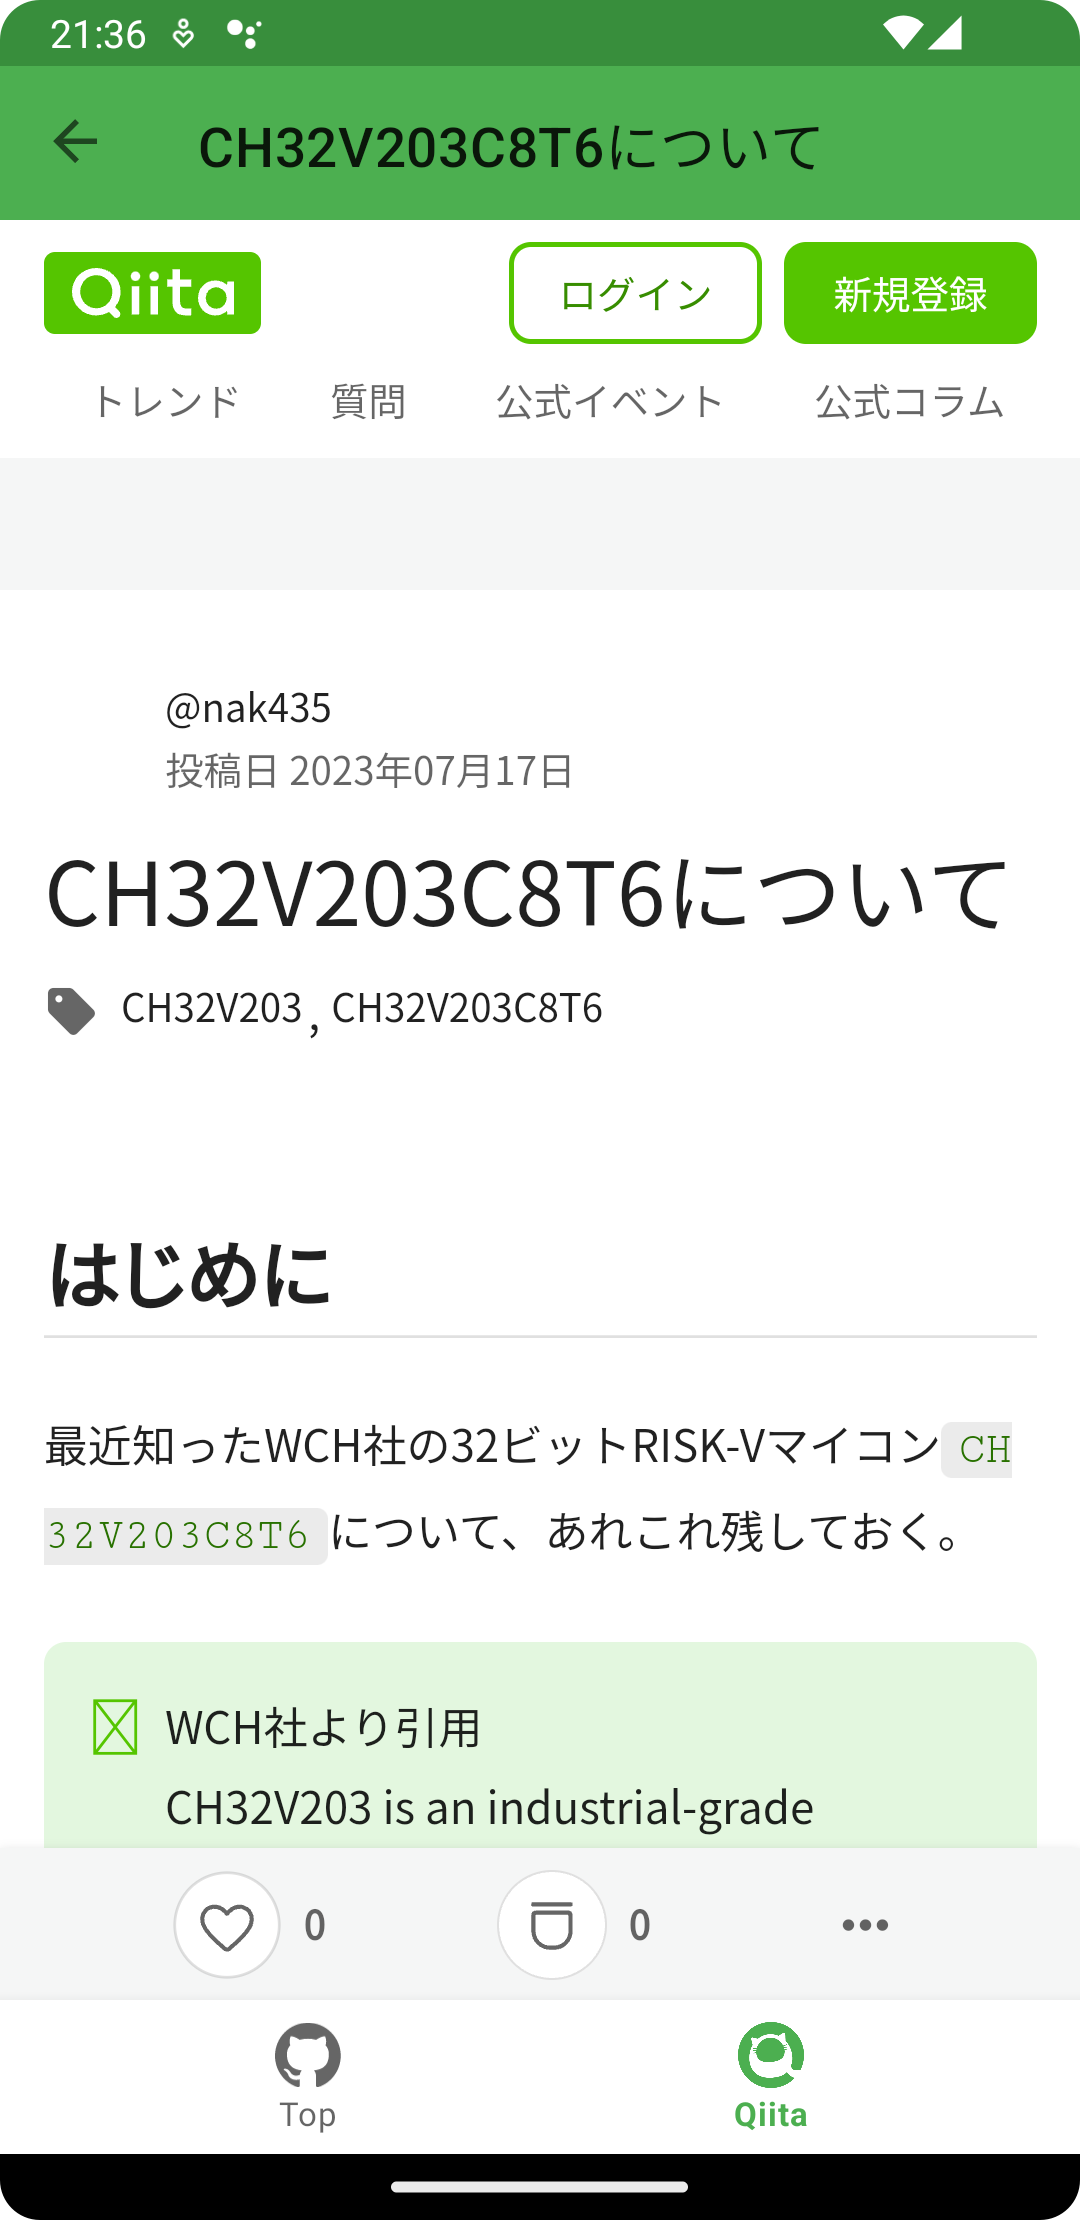 21:36
CH32V203C8T6について
Qiita
ログイン
新規登録
トレンド 質問 公式イベント 公式コラム
@nak435
投稿日 2023年07月17日
CH32V203C8T6について
CH32V203, CH32V203C8T6
はじめに
最近知ったWCH社の32ビットRISK-Vマイコン CH
32V203C8T6 について、あれこれ残しておく。
WCH社より引用
CH32V203 is an industrial-grade
0
0
Top
Qiita